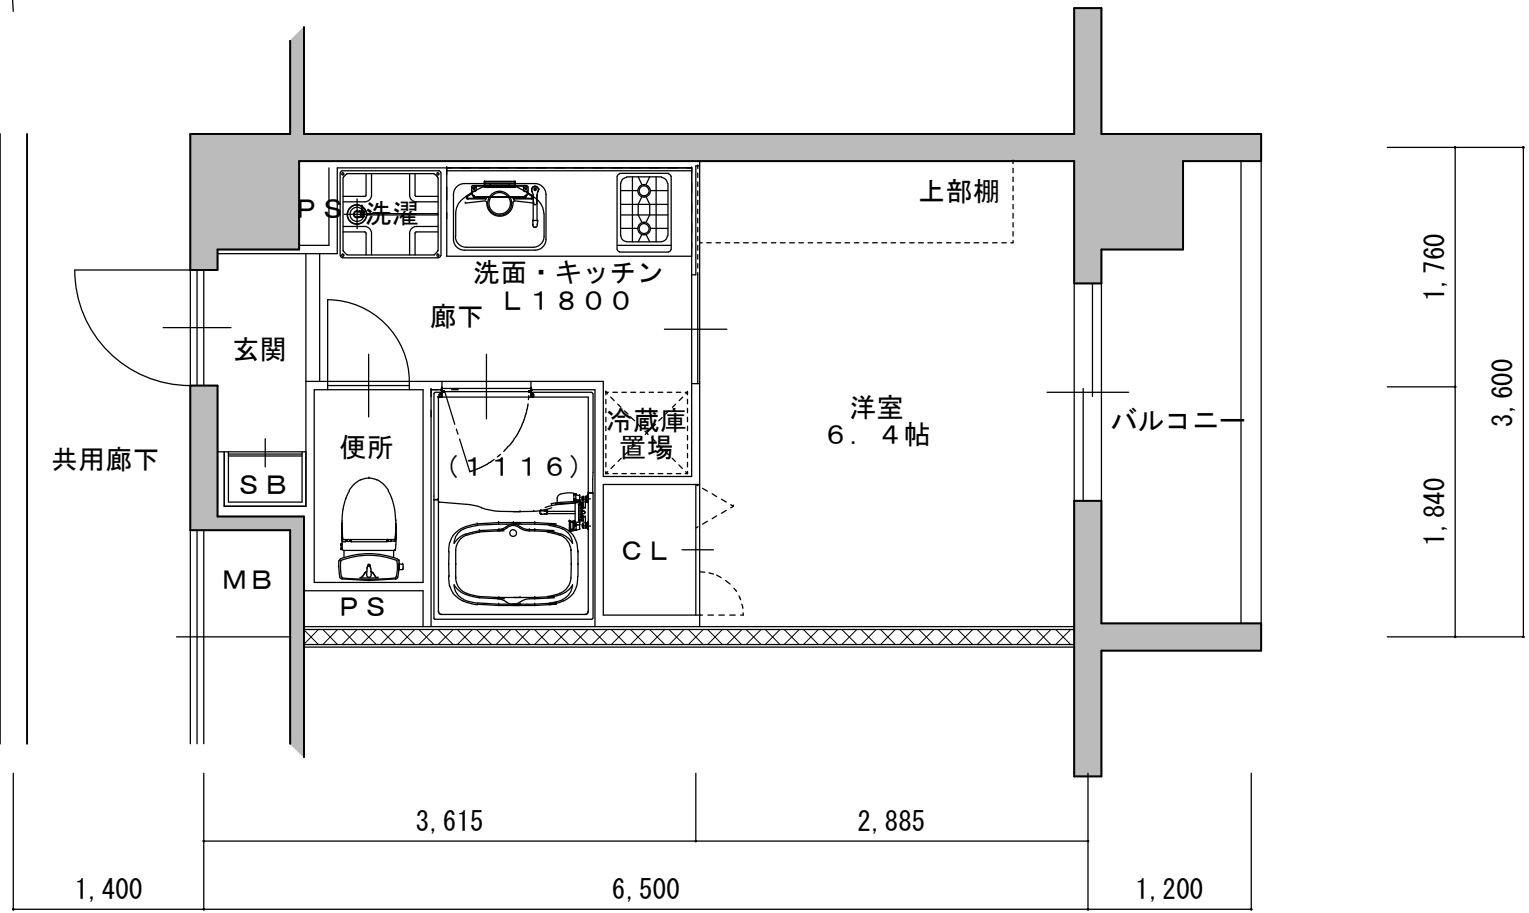 上部棚
ＰＳ
洗濯
洗面・キッチン
Ｌ１８００
廊下
玄関
洋室
６．４帖
バルコニー
冷蔵庫
置場
便所
（１１１６）
共用廊下
ＳＢ
ＣＬ
ＭＢ
ＰＳ
1,760
3,600
1,840
3,615
2,885
1,400
6,500
1,200